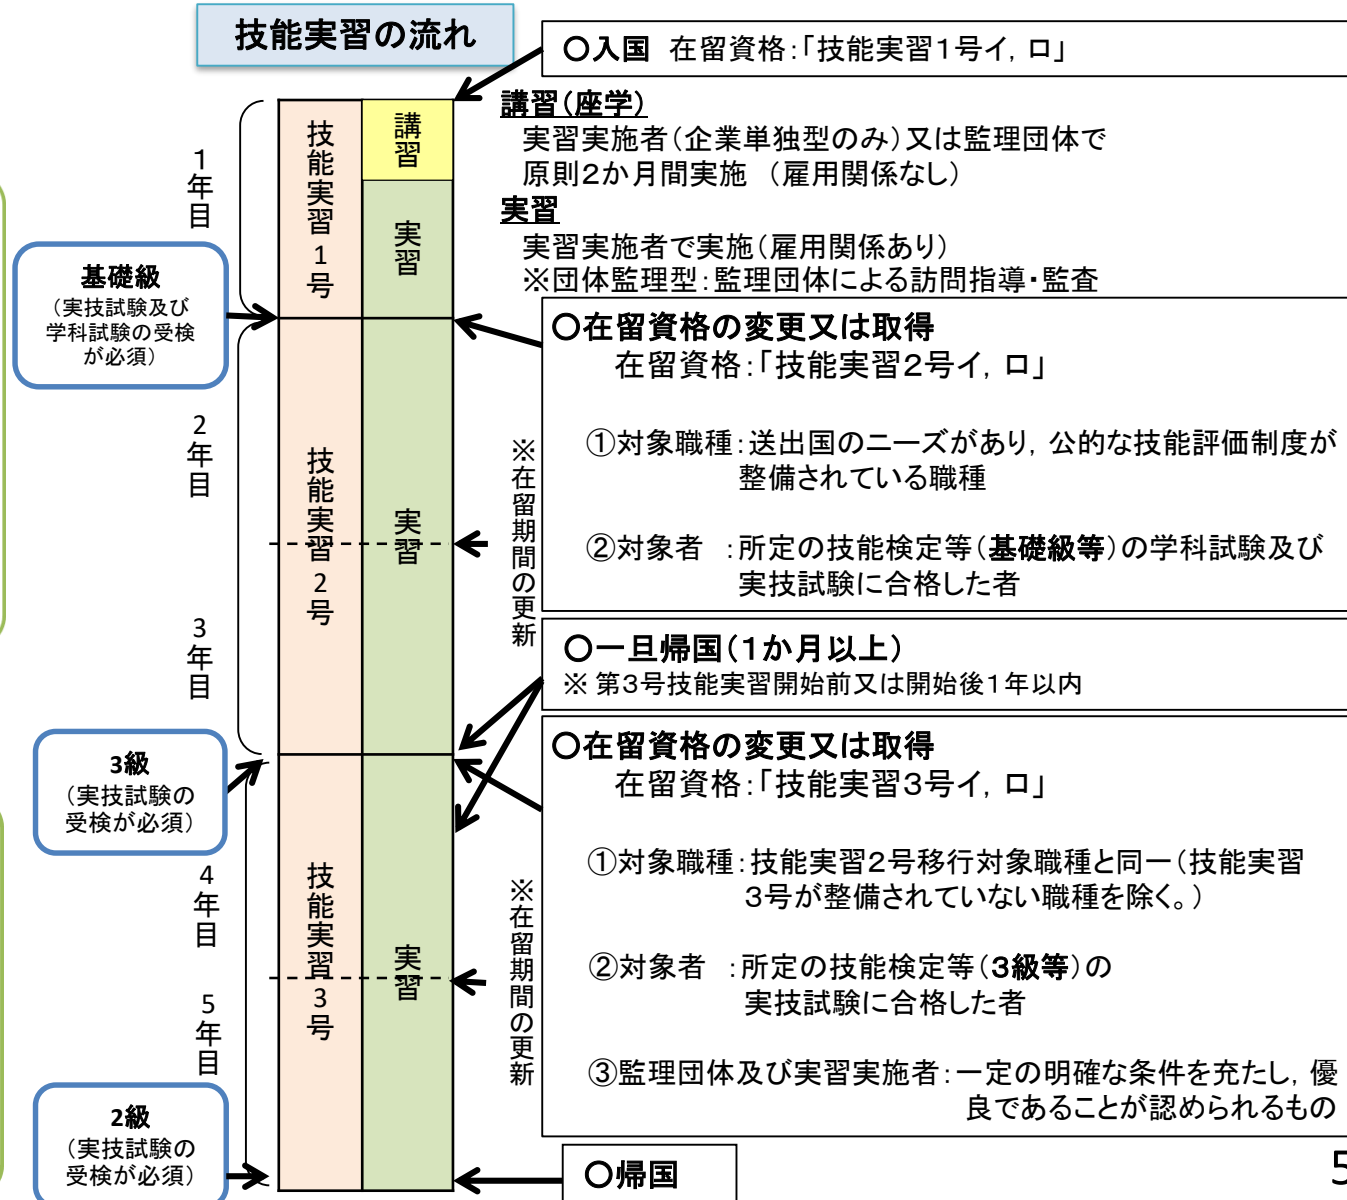 技能実習の流れ
○入国 在留資格:「技能実習1号イ, ロ」
講習(座学)
実習実施者(企業単独型のみ)又は監理団体で
原則2か月間実施 (雇用関係なし)
実習
実習実施者で実施(雇用関係あり)
※団体監理型:監理団体による訪問指導・監査
1年目
技能実習1号
講習
実習
基礎級
(実技試験及び
学科試験の受検
が必須)
○在留資格の変更又は取得
在留資格:「技能実習2号イ, ロ」
①対象職種:送出国のニーズがあり, 公的な技能評価制度が
整備されている職種
②対象者 :所定の技能検定等(基礎級等)の学科試験及び
実技試験に合格した者
2年目
技能実習2号
実習
※在留期間の更新
3年目
○一旦帰国(1か月以上)
※ 第3号技能実習開始前又は開始後1年以内
3級
(実技試験の
受検が必須)
○在留資格の変更又は取得
在留資格:「技能実習3号イ, ロ」
①対象職種:技能実習2号移行対象職種と同一(技能実習
3号が整備されていない職種を除く。)
②対象者 :所定の技能検定等(3級等)の
実技試験に合格した者
③監理団体及び実習実施者:一定の明確な条件を充たし, 優
良であることが認められるもの
4年目
技能実習3号
実習
※在留期間の更新
5年目
2級
(実技試験の
受検が必須)
○帰国
5